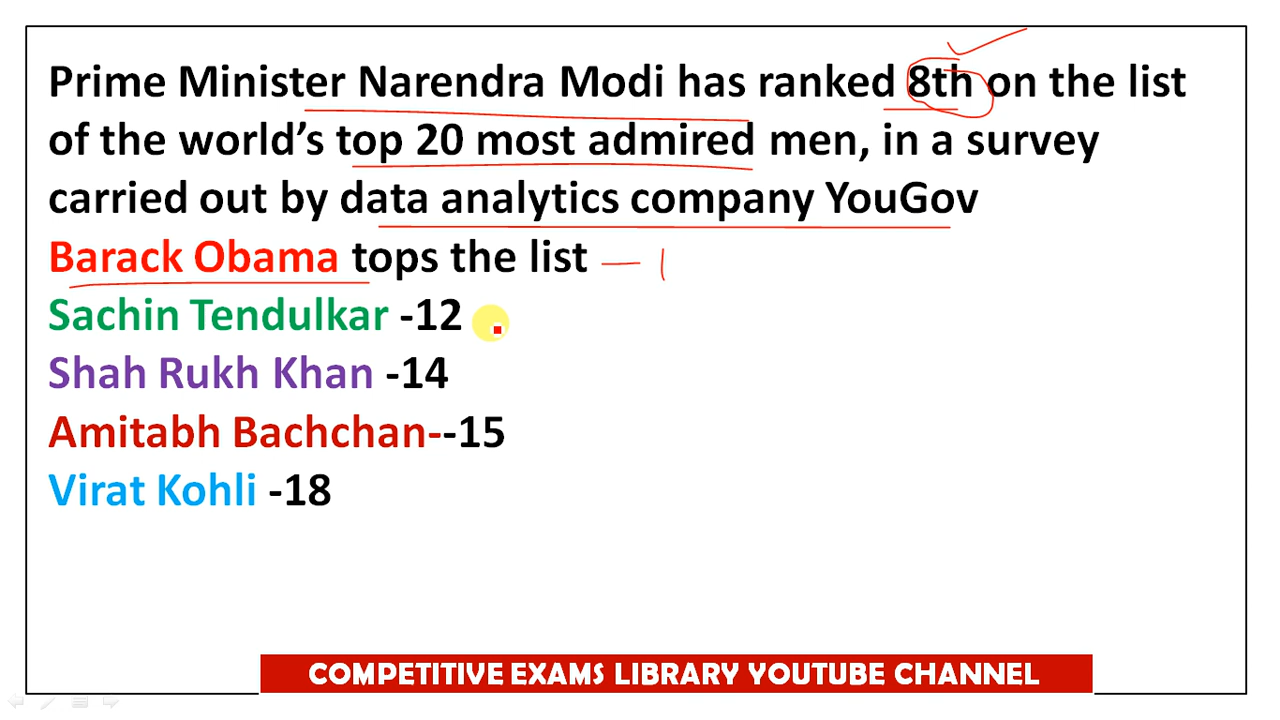 Prime Minister Narendra Modi has ranked 8th on the list
of the world’s top 20 most admired men, in a survey
carried out by data analytics company YouGov
Barack Obama tops the list — 1
Sachin Tendulkar -12
Shah Rukh Khan -14
Amitabh Bachchan--15
Virat Kohli -18
COMPETITIVE EXAMS LIBRARY YOUTUBE CHANNEL